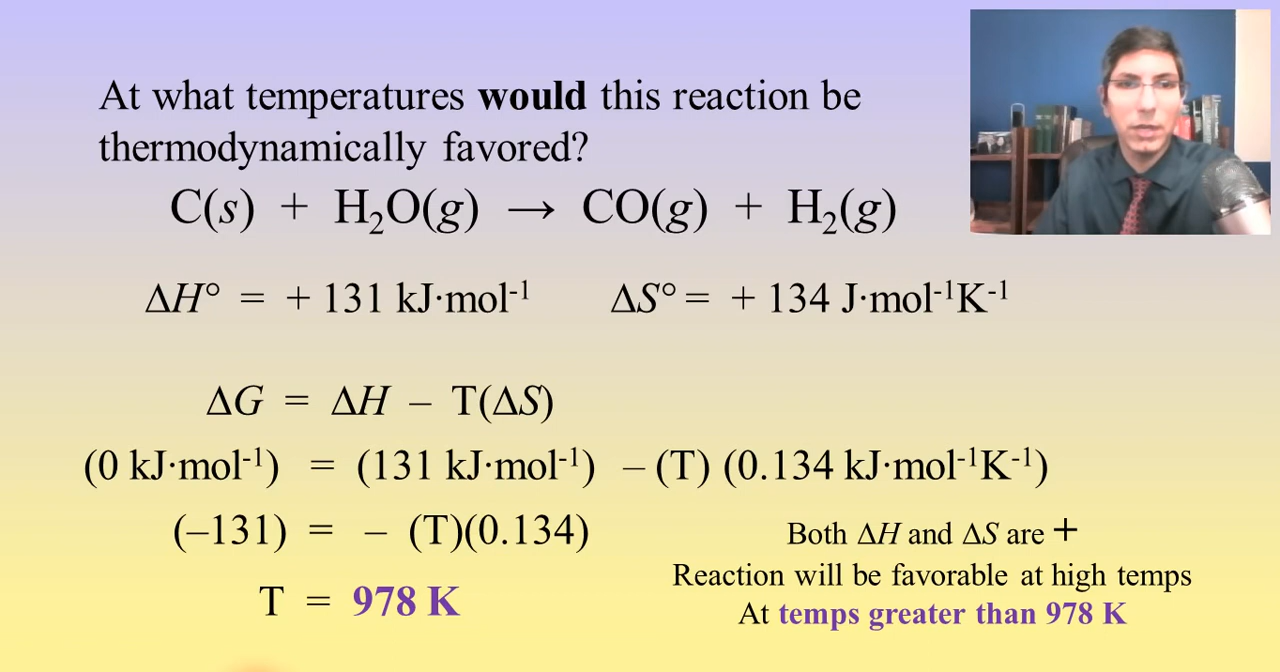 At what temperatures would this reaction be
thermodynamically favored?
C(s) + H₂O(g) → CO(g) + H₂(g)
ΔH° = + 131 kJ·mol⁻¹ ΔS° = + 134 J·mol⁻¹K⁻¹
ΔG = ΔH – T(ΔS)
(0 kJ·mol⁻¹) = (131 kJ·mol⁻¹) – (T) (0.134 kJ·mol⁻¹K⁻¹)
(–131) = – (T)(0.134)
T = 978 K
Both ΔH and ΔS are +
Reaction will be favorable at high temps
At temps greater than 978 K